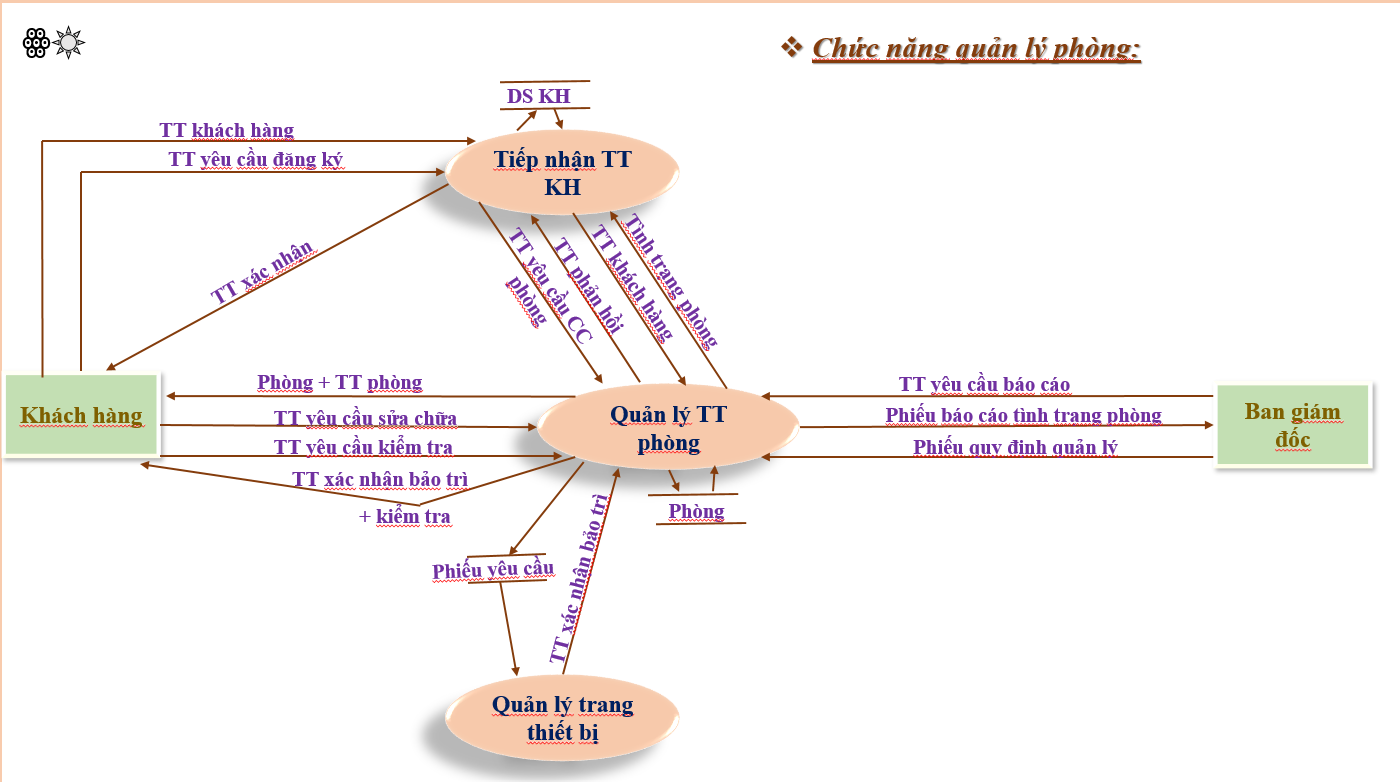 ❖ Chức năng quản lý phòng:
DS KH
TT khách hàng
TT yêu cầu đăng ký
Tiếp nhận TT
KH
TT xác nhận
TT yêu cầu CC
phòng
TT phản hồi
TT khách hàng
Tình trạng phòng
Khách hàng
Phòng + TT phòng
TT yêu cầu sửa chữa
TT yêu cầu kiểm tra
TT xác nhận bảo trì
+ kiểm tra
Quản lý TT
phòng
TT yêu cầu báo cáo
Phiếu báo cáo tình trạng phòng
Phiếu quy định quản lý
Ban giám
đốc
Phòng
Phiếu yêu cầu
TT xác nhận bảo trì
Quản lý trang
thiết bị